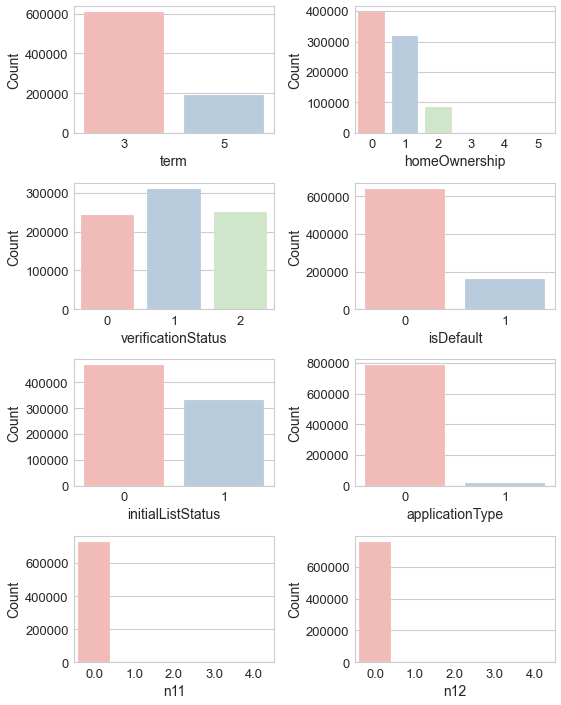 600000
400000
200000
0
Count
3 5
term
400000
300000
200000
100000
0
Count
0 1 2 3 4 5
homeOwnership
300000
200000
100000
0
Count
0 1 2
verificationStatus
600000
400000
200000
0
Count
0 1
isDefault
400000
300000
200000
100000
0
Count
0 1
initialListStatus
800000
600000
400000
200000
0
Count
0 1
applicationType
600000
400000
200000
0
Count
0.0 1.0 2.0 3.0 4.0
n11
600000
400000
200000
0
Count
0.0 1.0 2.0 3.0 4.0
n12